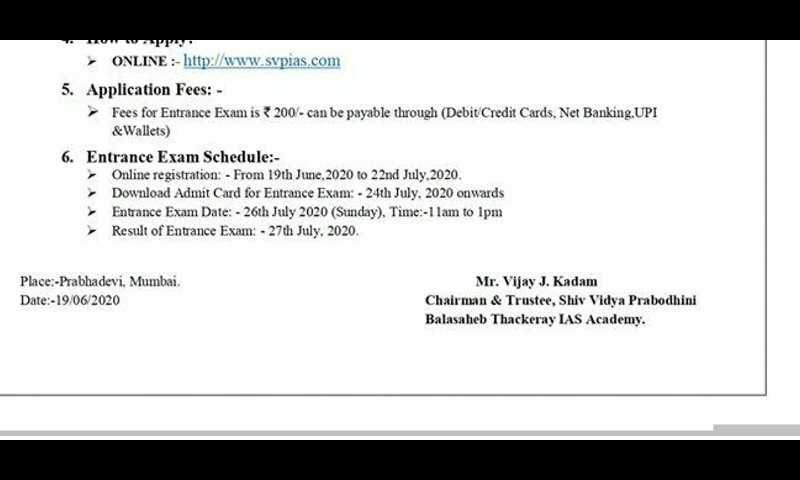 4. How to Apply:
➤ ONLINE :- http://www.svpias.com
5. Application Fees: -
➤ Fees for Entrance Exam is ₹ 200/- can be payable through (Debit/Credit Cards, Net Banking,UPI
&Wallets)
6. Entrance Exam Schedule:-
➤ Online registration: - From 19th June,2020 to 22nd July,2020.
➤ Download Admit Card for Entrance Exam: - 24th July, 2020 onwards
➤ Entrance Exam Date: - 26th July 2020 (Sunday), Time:-11am to 1pm
➤ Result of Entrance Exam: - 27th July, 2020.
Place:-Prabhadevi, Mumbai.
Mr. Vijay J. Kadam
Date:-19/06/2020
Chairman & Trustee, Shiv Vidya Prabodhini
Balasaheb Thackeray IAS Academy.